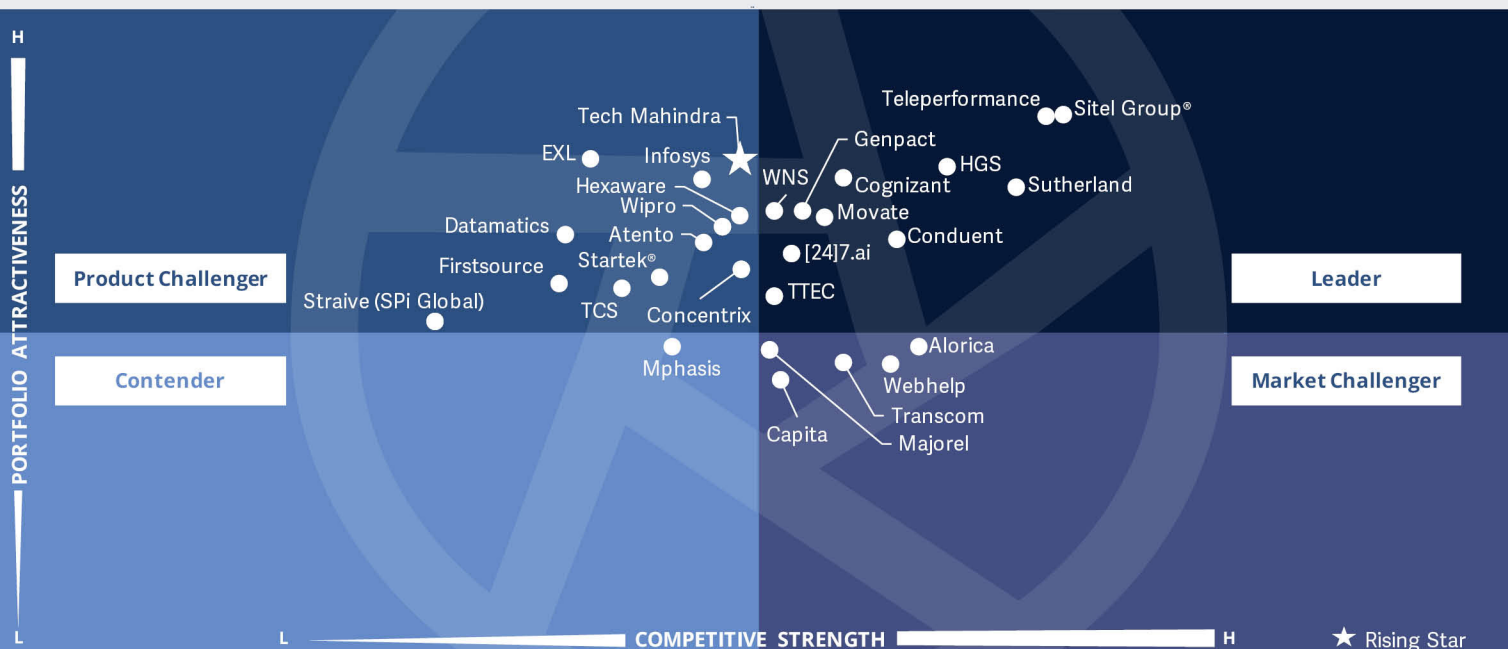 H
PORTFOLIO ATTRACTIVENESS
L
Product Challenger
Leader
Contender
Market Challenger
Teleperformance
Sitel Group®
Tech Mahindra
Genpact
EXL
Infosys
HGS
WNS
Cognizant
Sutherland
Hexaware
Wipro
Movate
Datamatics
Atento
Conduent
[24]7.ai
Startek®
Firstsource
TTEC
Straive (SPi Global)
TCS
Concentrix
Alorica
Mphasis
Webhelp
Transcom
Capita
Majorel
L
COMPETITIVE STRENGTH
H
Rising Star